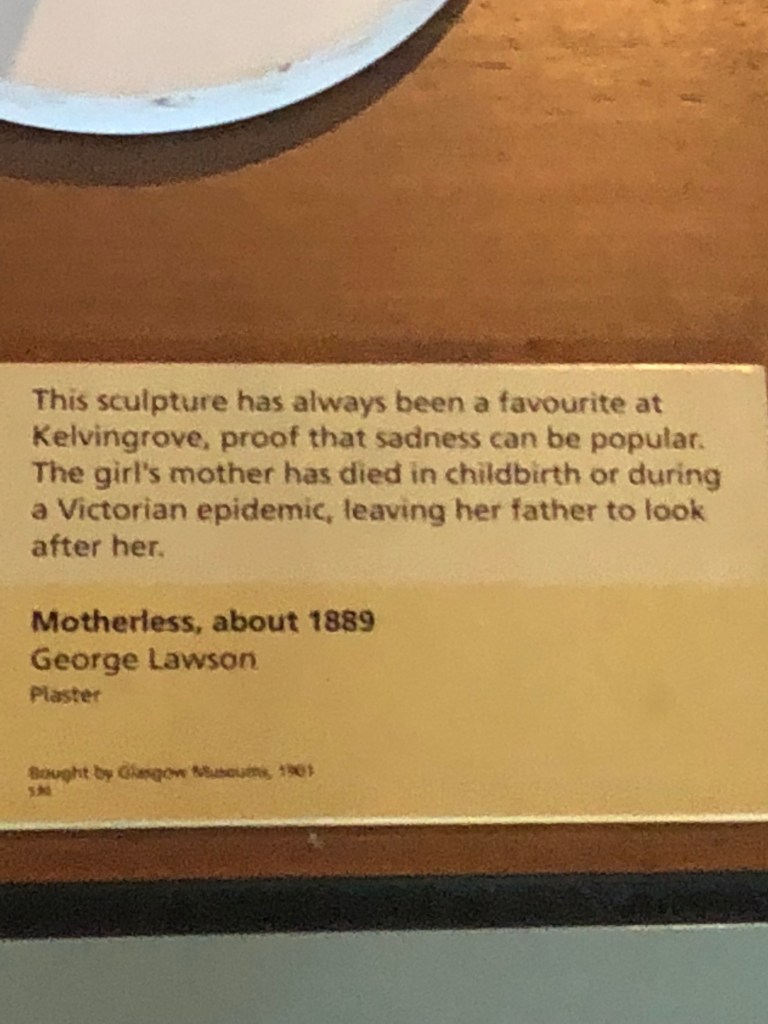 This sculpture has always been a favourite at
Kelvingrove, proof that sadness can be popular.
The girl's mother has died in childbirth or during
a Victorian epidemic, leaving her father to look
after her.
Motherless, about 1889
George Lawson
Plaster
Bought by Glasgow Museums, 1901